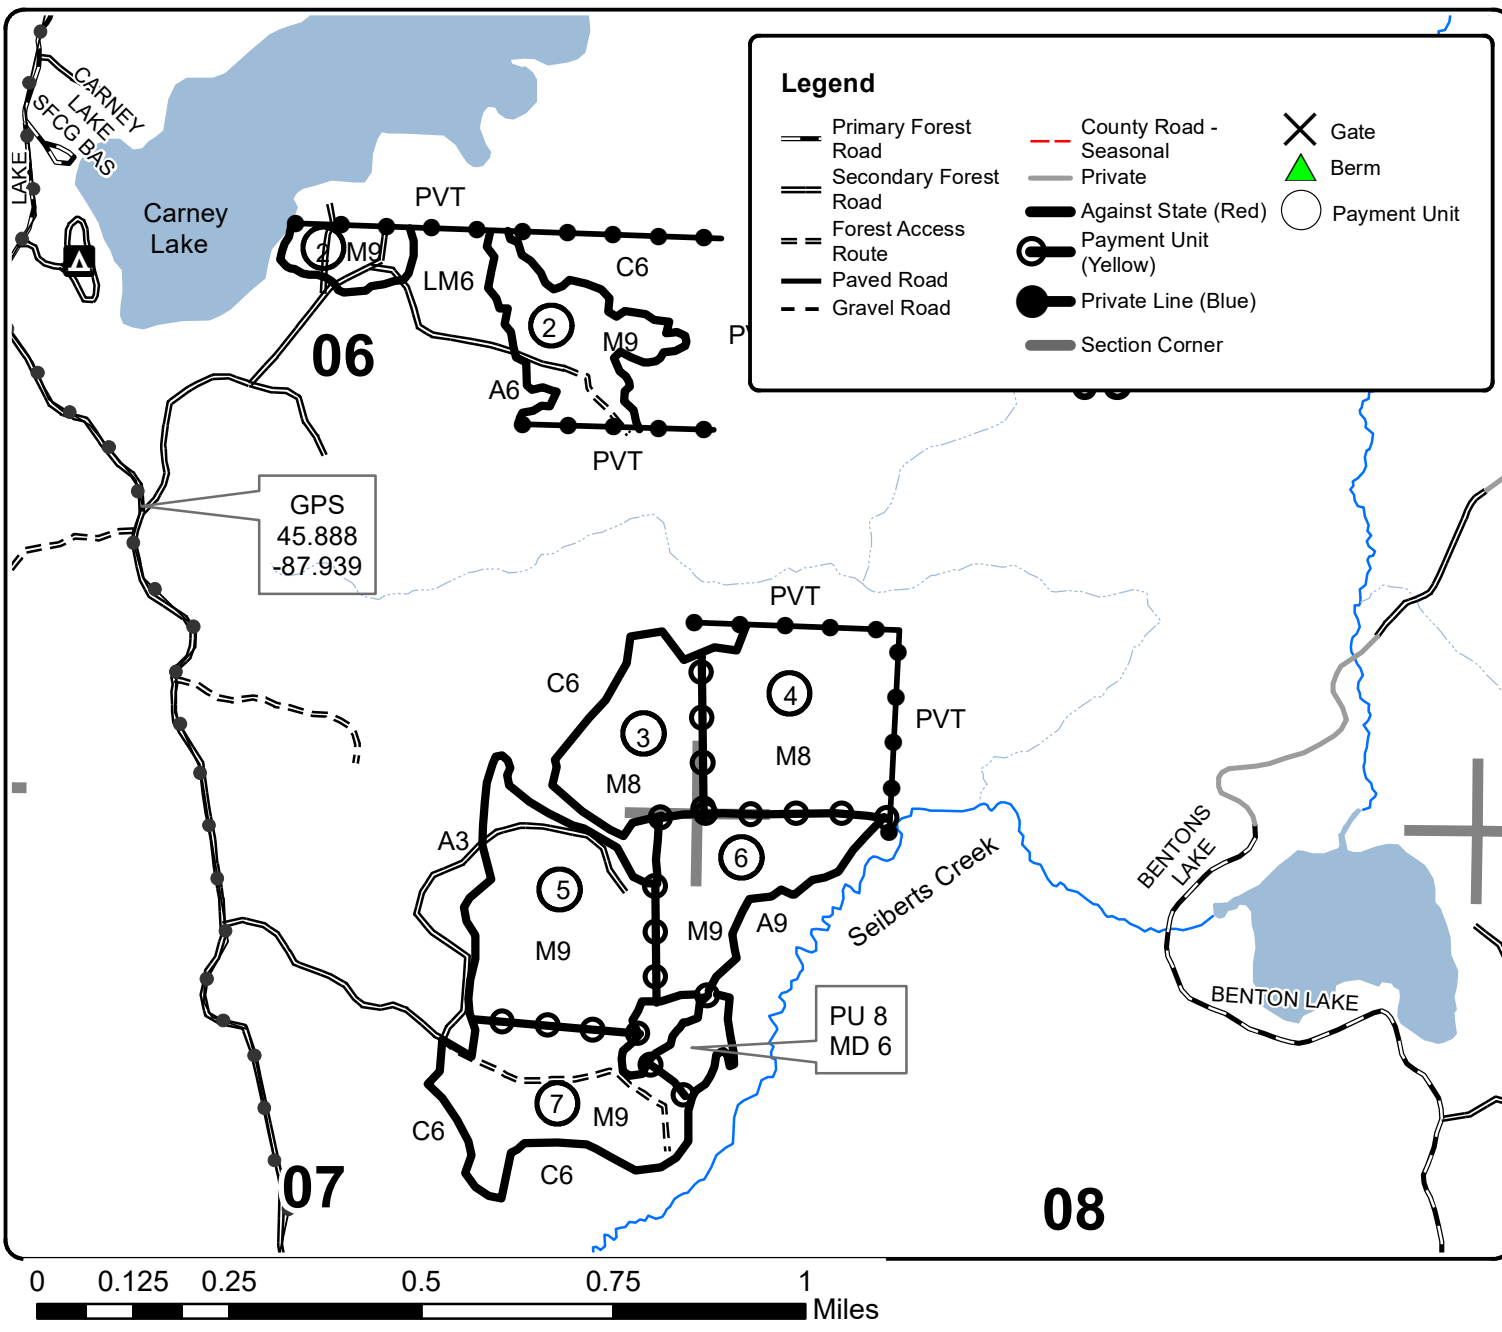 CARNEY
LAKE
SFCG BAS
LAKE
Carney
Lake
PVT
2
M9
LM6
C6
2
M9
A6
06
PVT
Legend
Primary Forest
Road
Secondary Forest
Road
Forest Access
Route
Paved Road
Gravel Road
County Road -
Seasonal
Private
Against State (Red)
Payment Unit
(Yellow)
Private Line (Blue)
Section Corner
Gate
Berm
Payment Unit
GPS
45.888
-87.939
PVT
C6
4
PVT
3
M8
M8
A3
6
5
M9
M9
A9
Seiberts Creek
BENTONS
LAKE
BENTON LAKE
PU 8
MD 6
7
M9
C6
C6
07
08
0
0.125
0.25
0.5
0.75
1
Miles